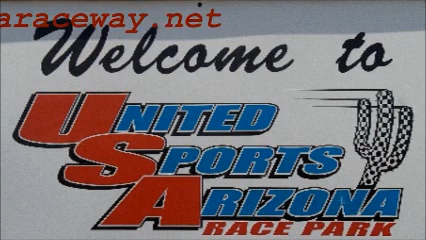 araceway.net
Welcome to
UNITED
SPORTS
ARIZONA
RACE PARK